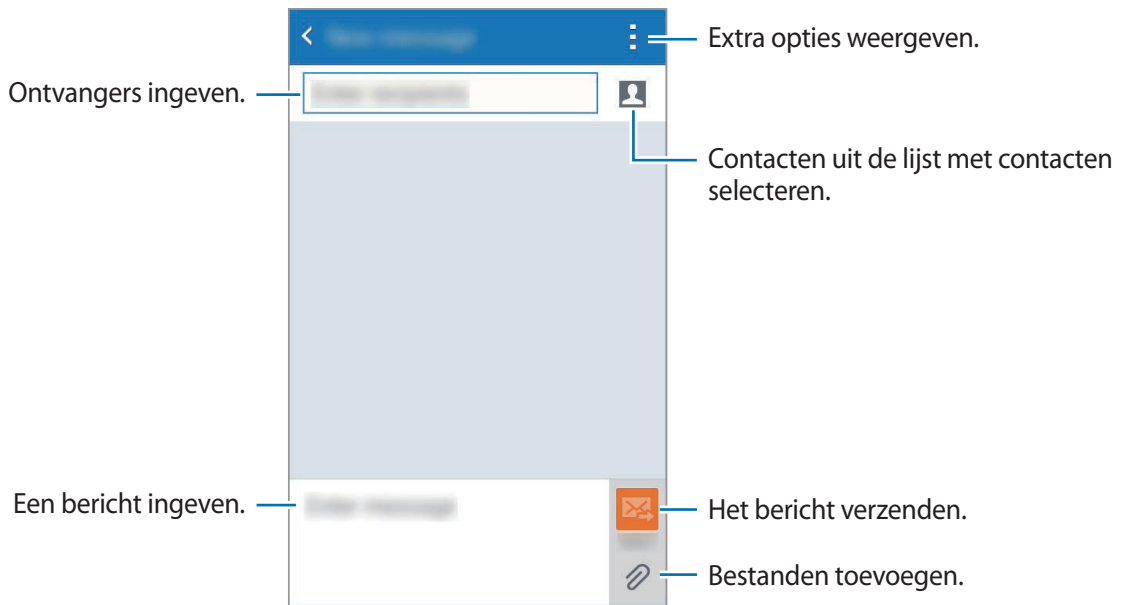 Extra opties weergeven.
Ontvangers ingeven.
Contacten uit de lijst met contacten
selecteren.
Een bericht ingeven.
Het bericht verzenden.
Bestanden toevoegen.